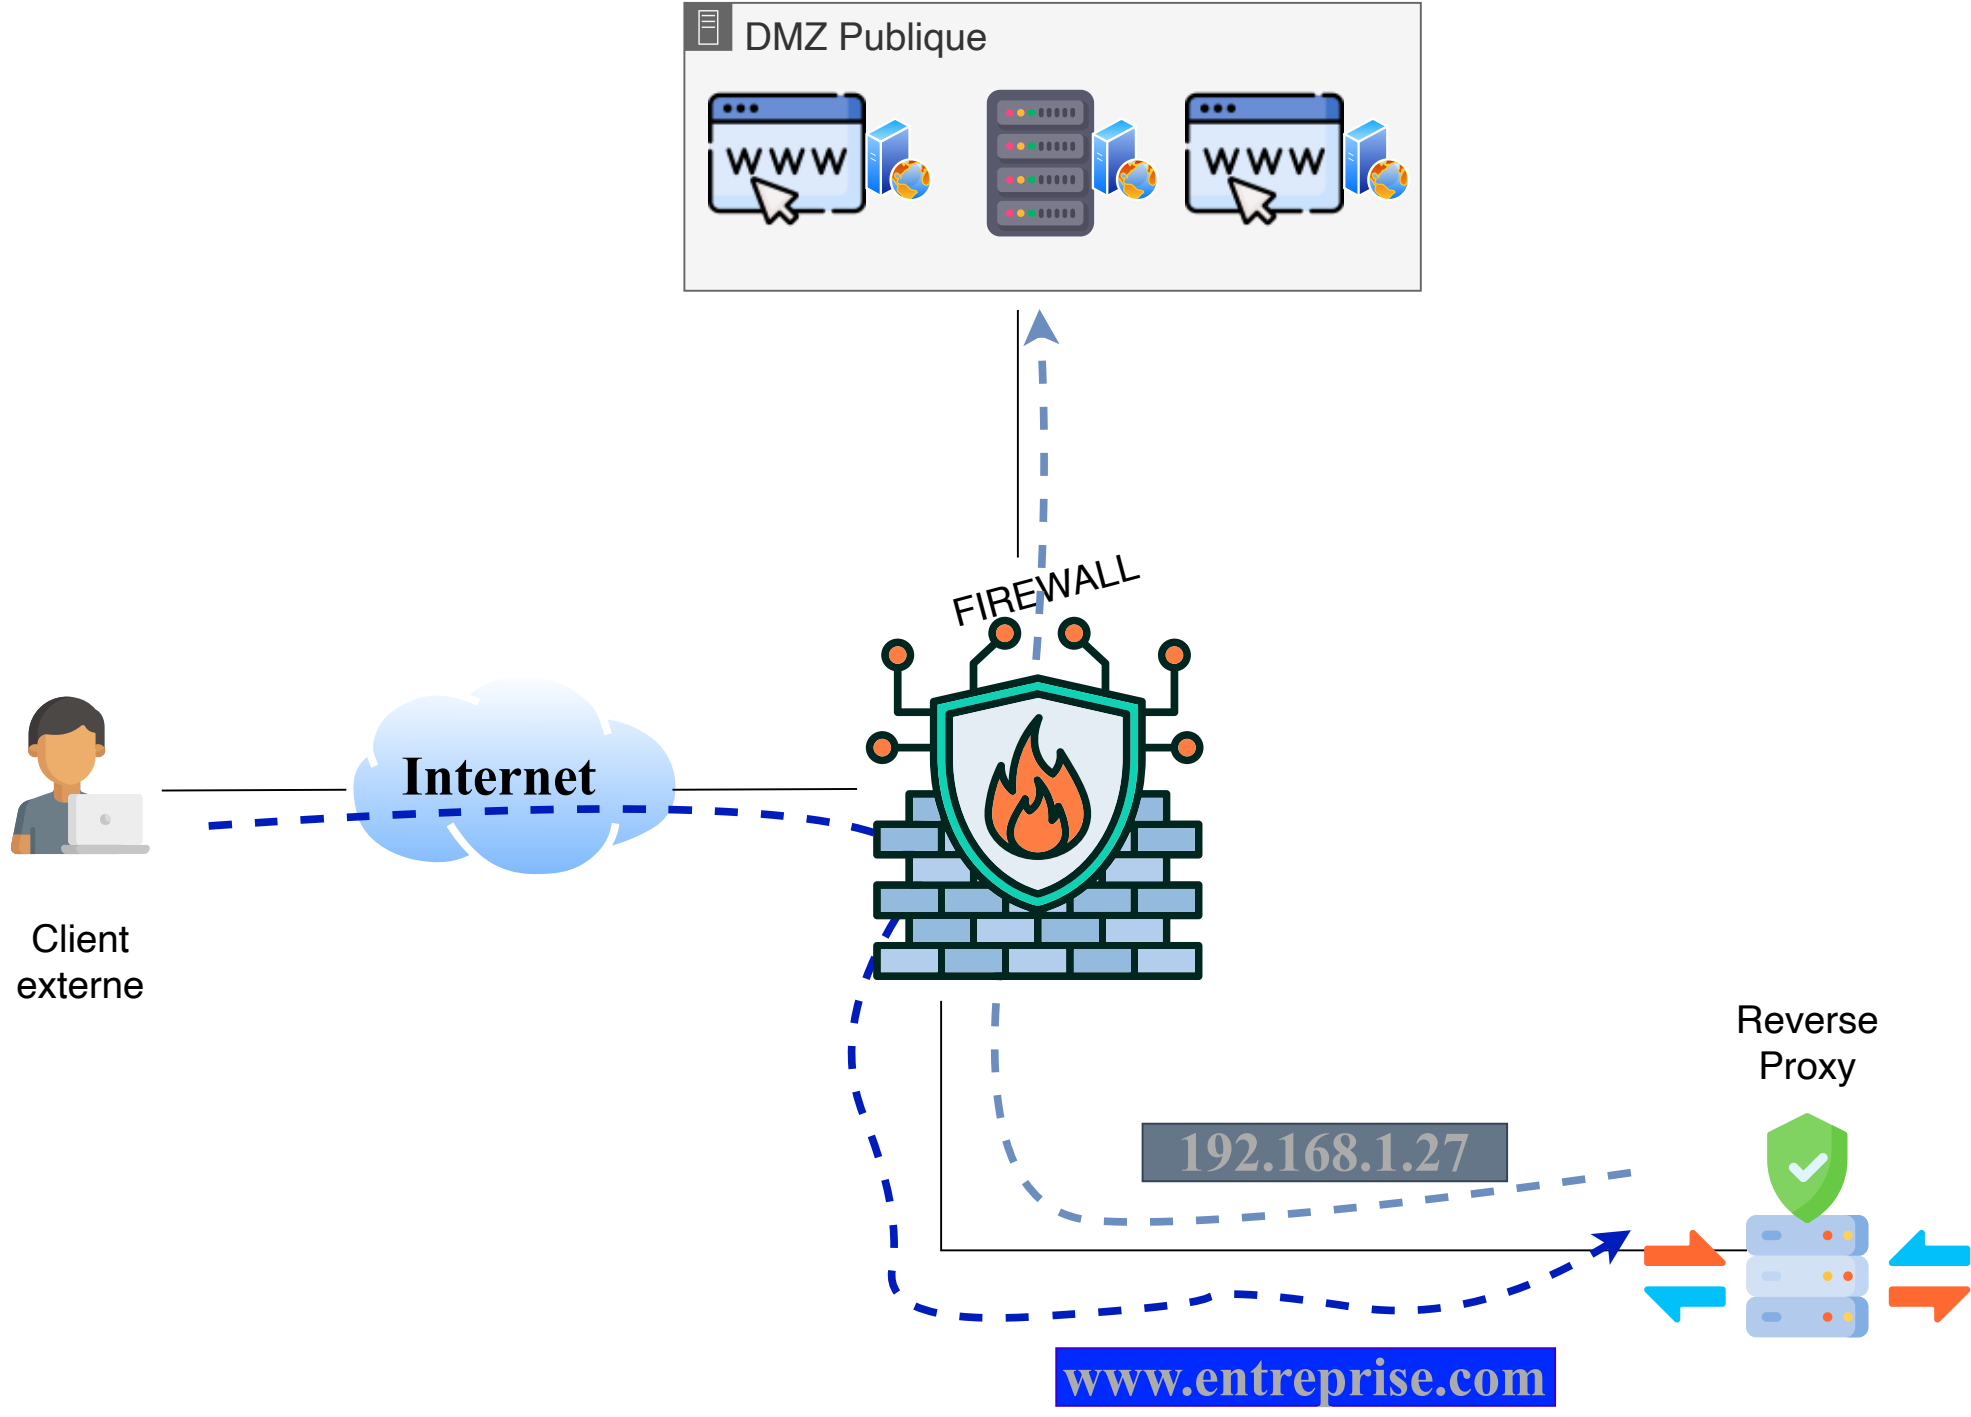 DMZ Publique
WWW
WWW
FIREWALL
Internet
Client
externe
Reverse
Proxy
192.168.1.27
www.entreprise.com